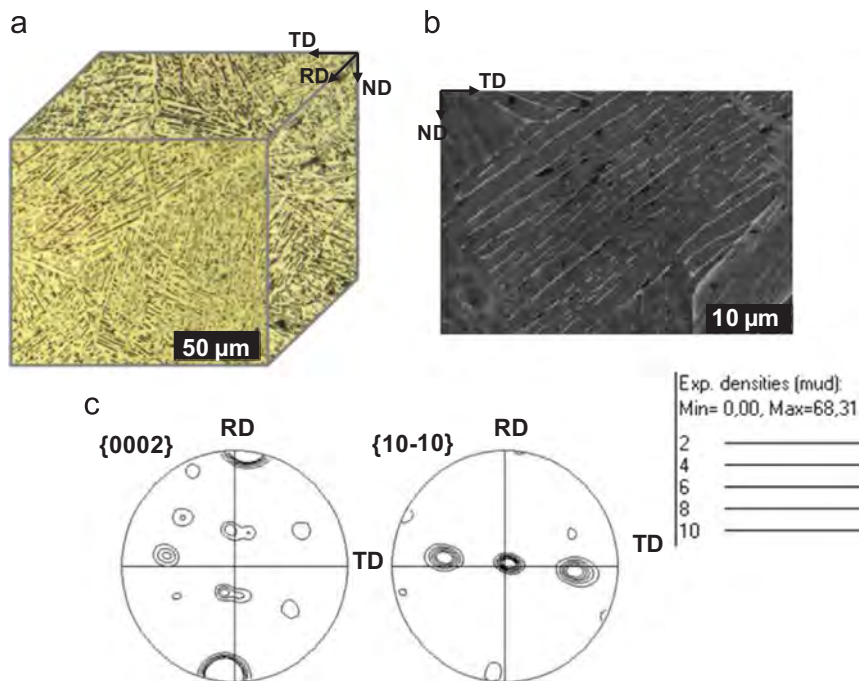 a
TD
RD
ND
50 µm
b
TD
ND
10 µm
c
{0002}
RD
{10-10}
RD
TD
TD
Exp. densities (mud):
Min= 0,00, Max=68,31
2
4
6
8
10